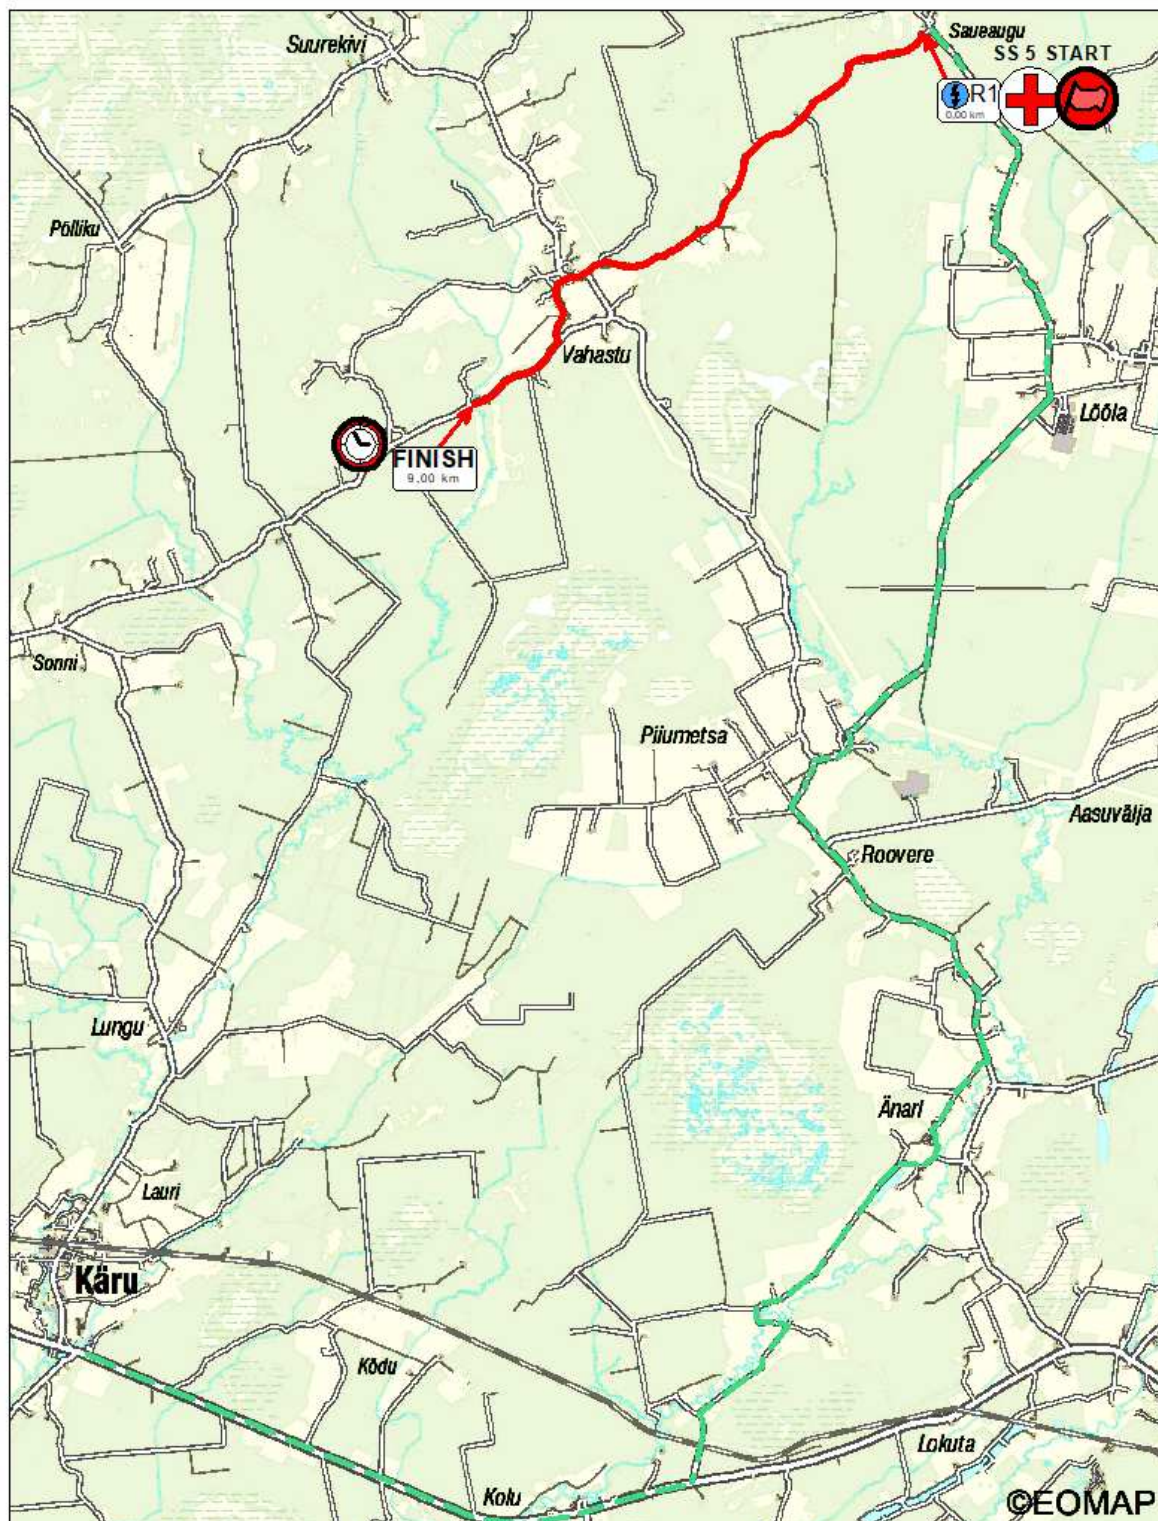 Saueaugu
Suurekivi
SS 5 START
R1
0.00 km
Põlliku
Vahastu
Lõõla
FINISH
9.00 km
Sonni
Piiumetsa
Aasuvälja
Roovere
Lungu
Änari
Lauri
Käru
Kõdu
Lokuta
Kolu
©EOMAP